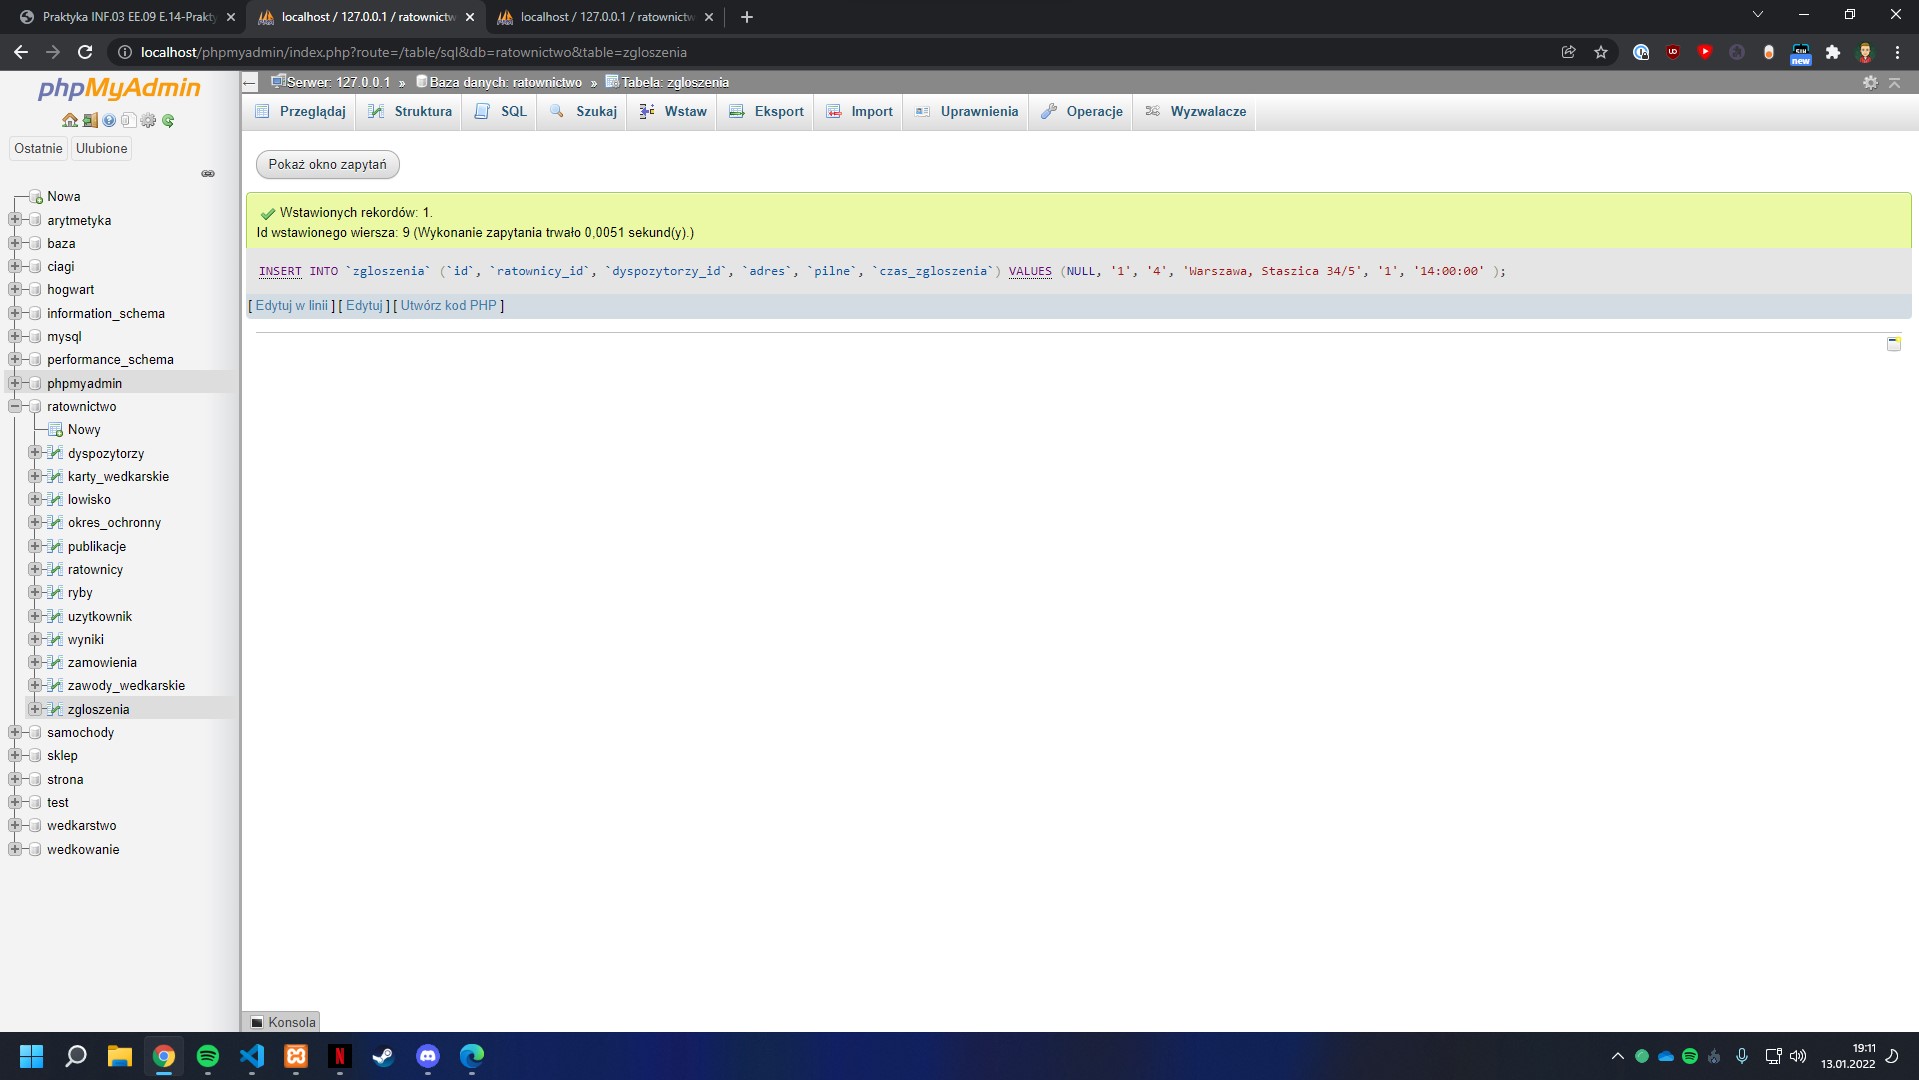 Praktyka INF.03 EE.09 E.14-Prakty
localhost / 127.0.0.1 / ratownictw
localhost / 127.0.0.1 / ratownictw
localhost/phpmyadmin/index.php?route=/table/sql&db=ratownictwo&table=zgloszenia
new
phpMyAdmin
Ostatnie
Ulubione
Nowa
arytmetyka
baza
ciagi
hogwart
information_schema
mysql
performance_schema
phpmyadmin
ratownictwo
Nowy
dyspozytorzy
karty_wedkarskie
lowisko
okres_ochronny
publikacje
ratownicy
ryby
uzytkownik
wyniki
zamowienia
zawody_wedkarskie
zgloszenia
samochody
sklep
strona
test
wedkarstwo
wedkowanie
Serwer: 127.0.0.1 » Baza danych: ratownictwo » Tabela: zgloszenia
Przeglądaj
Struktura
SQL
Szukaj
Wstaw
Eksport
Import
Uprawnienia
Operacje
Wyzwalacze
Pokaż okno zapytań
Wstawionych rekordów: 1.
Id wstawionego wiersza: 9 (Wykonanie zapytania trwało 0,0051 sekund(y).)
INSERT INTO `zgloszenia` (`id`, `ratownicy_id`, `dyspozytorzy_id`, `adres`, `pilne`, `czas_zgloszenia`) VALUES (NULL, '1', '4', 'Warszawa, Staszica 34/5', '1', '14:00:00' );
[ Edytuj w linii ] [ Edytuj ] [ Utwórz kod PHP ]
Konsola
19:11
13.01.2022